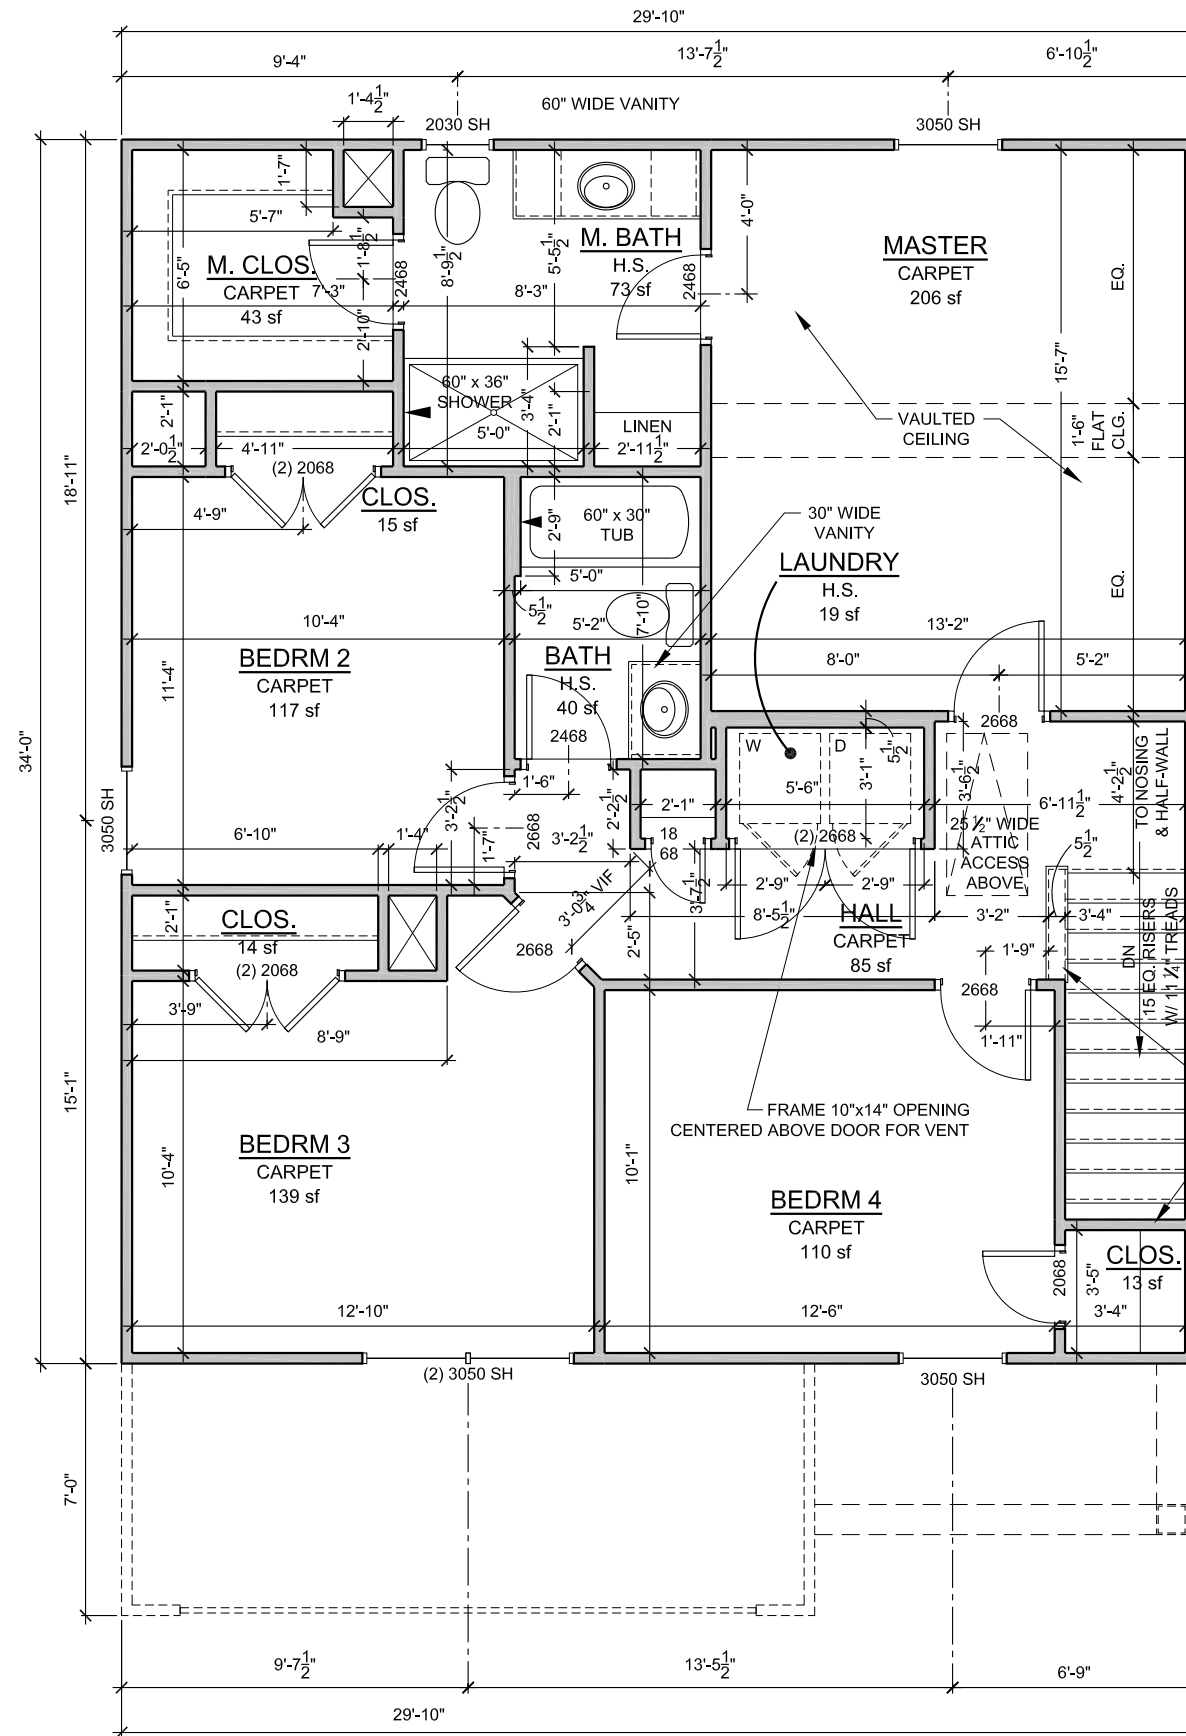 29'-10"
9'-4"
13'-7 1/2"
6'-10 1/2"
1'-4 1/2"
60" WIDE VANITY
2030 SH
3050 SH
1'-7"
5'-7"
1'-8 1/2"
6'-5"
M. CLOS.
CARPET
43 sf
7'-3"
2468
2'-10"
8'-9 1/2"
5'-5 1/2"
M. BATH
H.S.
73 sf
8'-3"
2468
4'-0"
MASTER
CARPET
206 sf
EQ.
15'-7"
60" x 36"
SHOWER
5'-0"
3'-4"
2'-1"
LINEN
2'-11 1/2"
VAULTED
CEILING
1'-6"
FLAT
CLG.
2'-1"
2'-0 1/2"
4'-11"
(2) 2068
CLOS.
15 sf
4'-9"
18'-11"
34'-0"
2'-9"
60" x 30"
TUB
5'-0"
30" WIDE
VANITY
LAUNDRY
H.S.
19 sf
EQ.
10'-4"
5 1/2"
5'-2"
7'-10"
13'-2"
8'-0"
5'-2"
BEDRM 2
CARPET
117 sf
11'-4"
BATH
H.S.
40 sf
2468
1'-6"
2668
W
D
5 1/2"
3'-1"
5'-6"
3'-6 1/2"
4'-2 1/2"
TO NOSING
& HALF-WALL
3050 SH
6'-10"
1'-4"
3'-2 1/2"
1'-7"
2668
3'-2 1/2"
2'-2 1/2"
2'-1"
18
68
(2) 2668
6'-11 1/2"
25 1/2" WIDE
ATTIC
ACCESS
ABOVE
5 1/2"
2'-9"
2'-9"
3'-7 1/2"
8'-5 1/2"
HALL
CARPET
85 sf
3'-2"
3'-4"
2'-1"
CLOS.
14 sf
(2) 2068
2668
3'-0 3/4" VIF
2'-5"
1'-9"
2668
1'-11"
DN
15 EQ. RISERS
W/ 11 1/4" TREADS
3'-9"
8'-9"
15'-1"
FRAME 10"x14" OPENING
CENTERED ABOVE DOOR FOR VENT
BEDRM 3
CARPET
139 sf
10'-4"
10'-1"
BEDRM 4
CARPET
110 sf
2068
CLOS.
13 sf
3'-5"
3'-4"
12'-10"
12'-6"
(2) 3050 SH
3050 SH
7'-0"
9'-7 1/2"
13'-5 1/2"
6'-9"
29'-10"